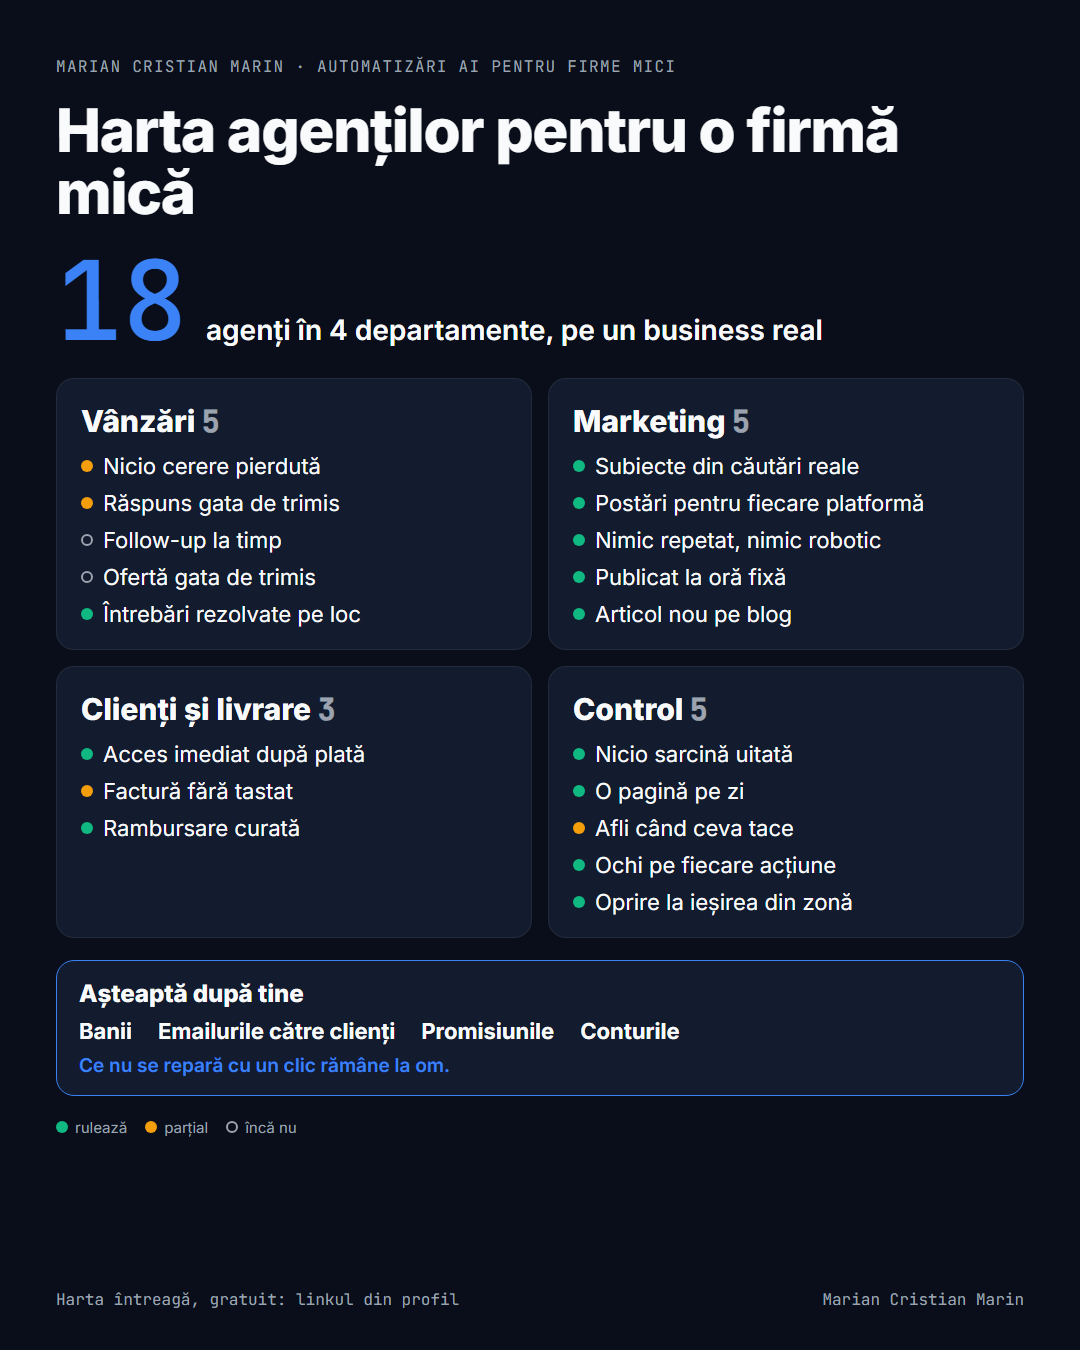 MARIAN CRISTIAN MARIN · AUTOMATIZĂRI AI PENTRU FIRME MICI
Harta agenților pentru o firmă
mică
18 agenți în 4 departamente, pe un business real
Vânzări 5
Nicio cerere pierdută
Răspuns gata de trimis
Follow-up la timp
Ofertă gata de trimis
Întrebări rezolvate pe loc
Marketing 5
Subiecte din căutări reale
Postări pentru fiecare platformă
Nimic repetat, nimic robotic
Publicat la oră fixă
Articol nou pe blog
Clienți și livrare 3
Acces imediat după plată
Factură fără tastat
Rambursare curată
Control 5
Nicio sarcină uitată
O pagină pe zi
Afli când ceva tace
Ochi pe fiecare acțiune
Oprire la ieșirea din zonă
Așteaptă după tine
Banii Emailurile către clienți Promisiunile Conturile
Ce nu se repară cu un clic rămâne la om.
rulează parțial încă nu
Harta întreagă, gratuit: linkul din profil
Marian Cristian Marin